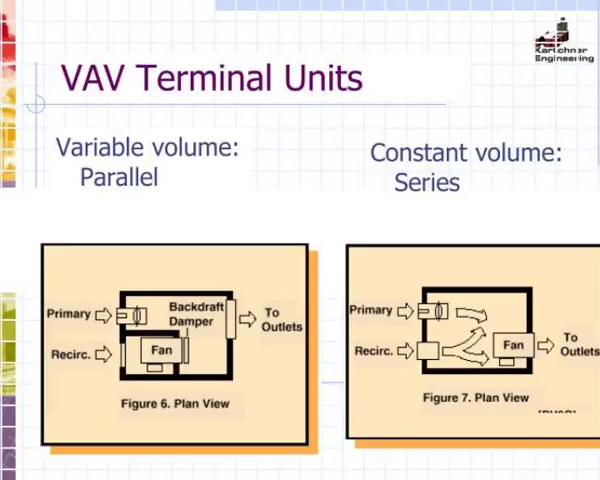 Kartchner
Engineering
VAV Terminal Units
Variable volume:
Parallel
Constant volume:
Series
Primary
Backdraft
Damper
To
Outlets
Recirc.
Fan
Figure 6. Plan View
Primary
Recirc.
Fan
To
Outlets
Figure 7. Plan View